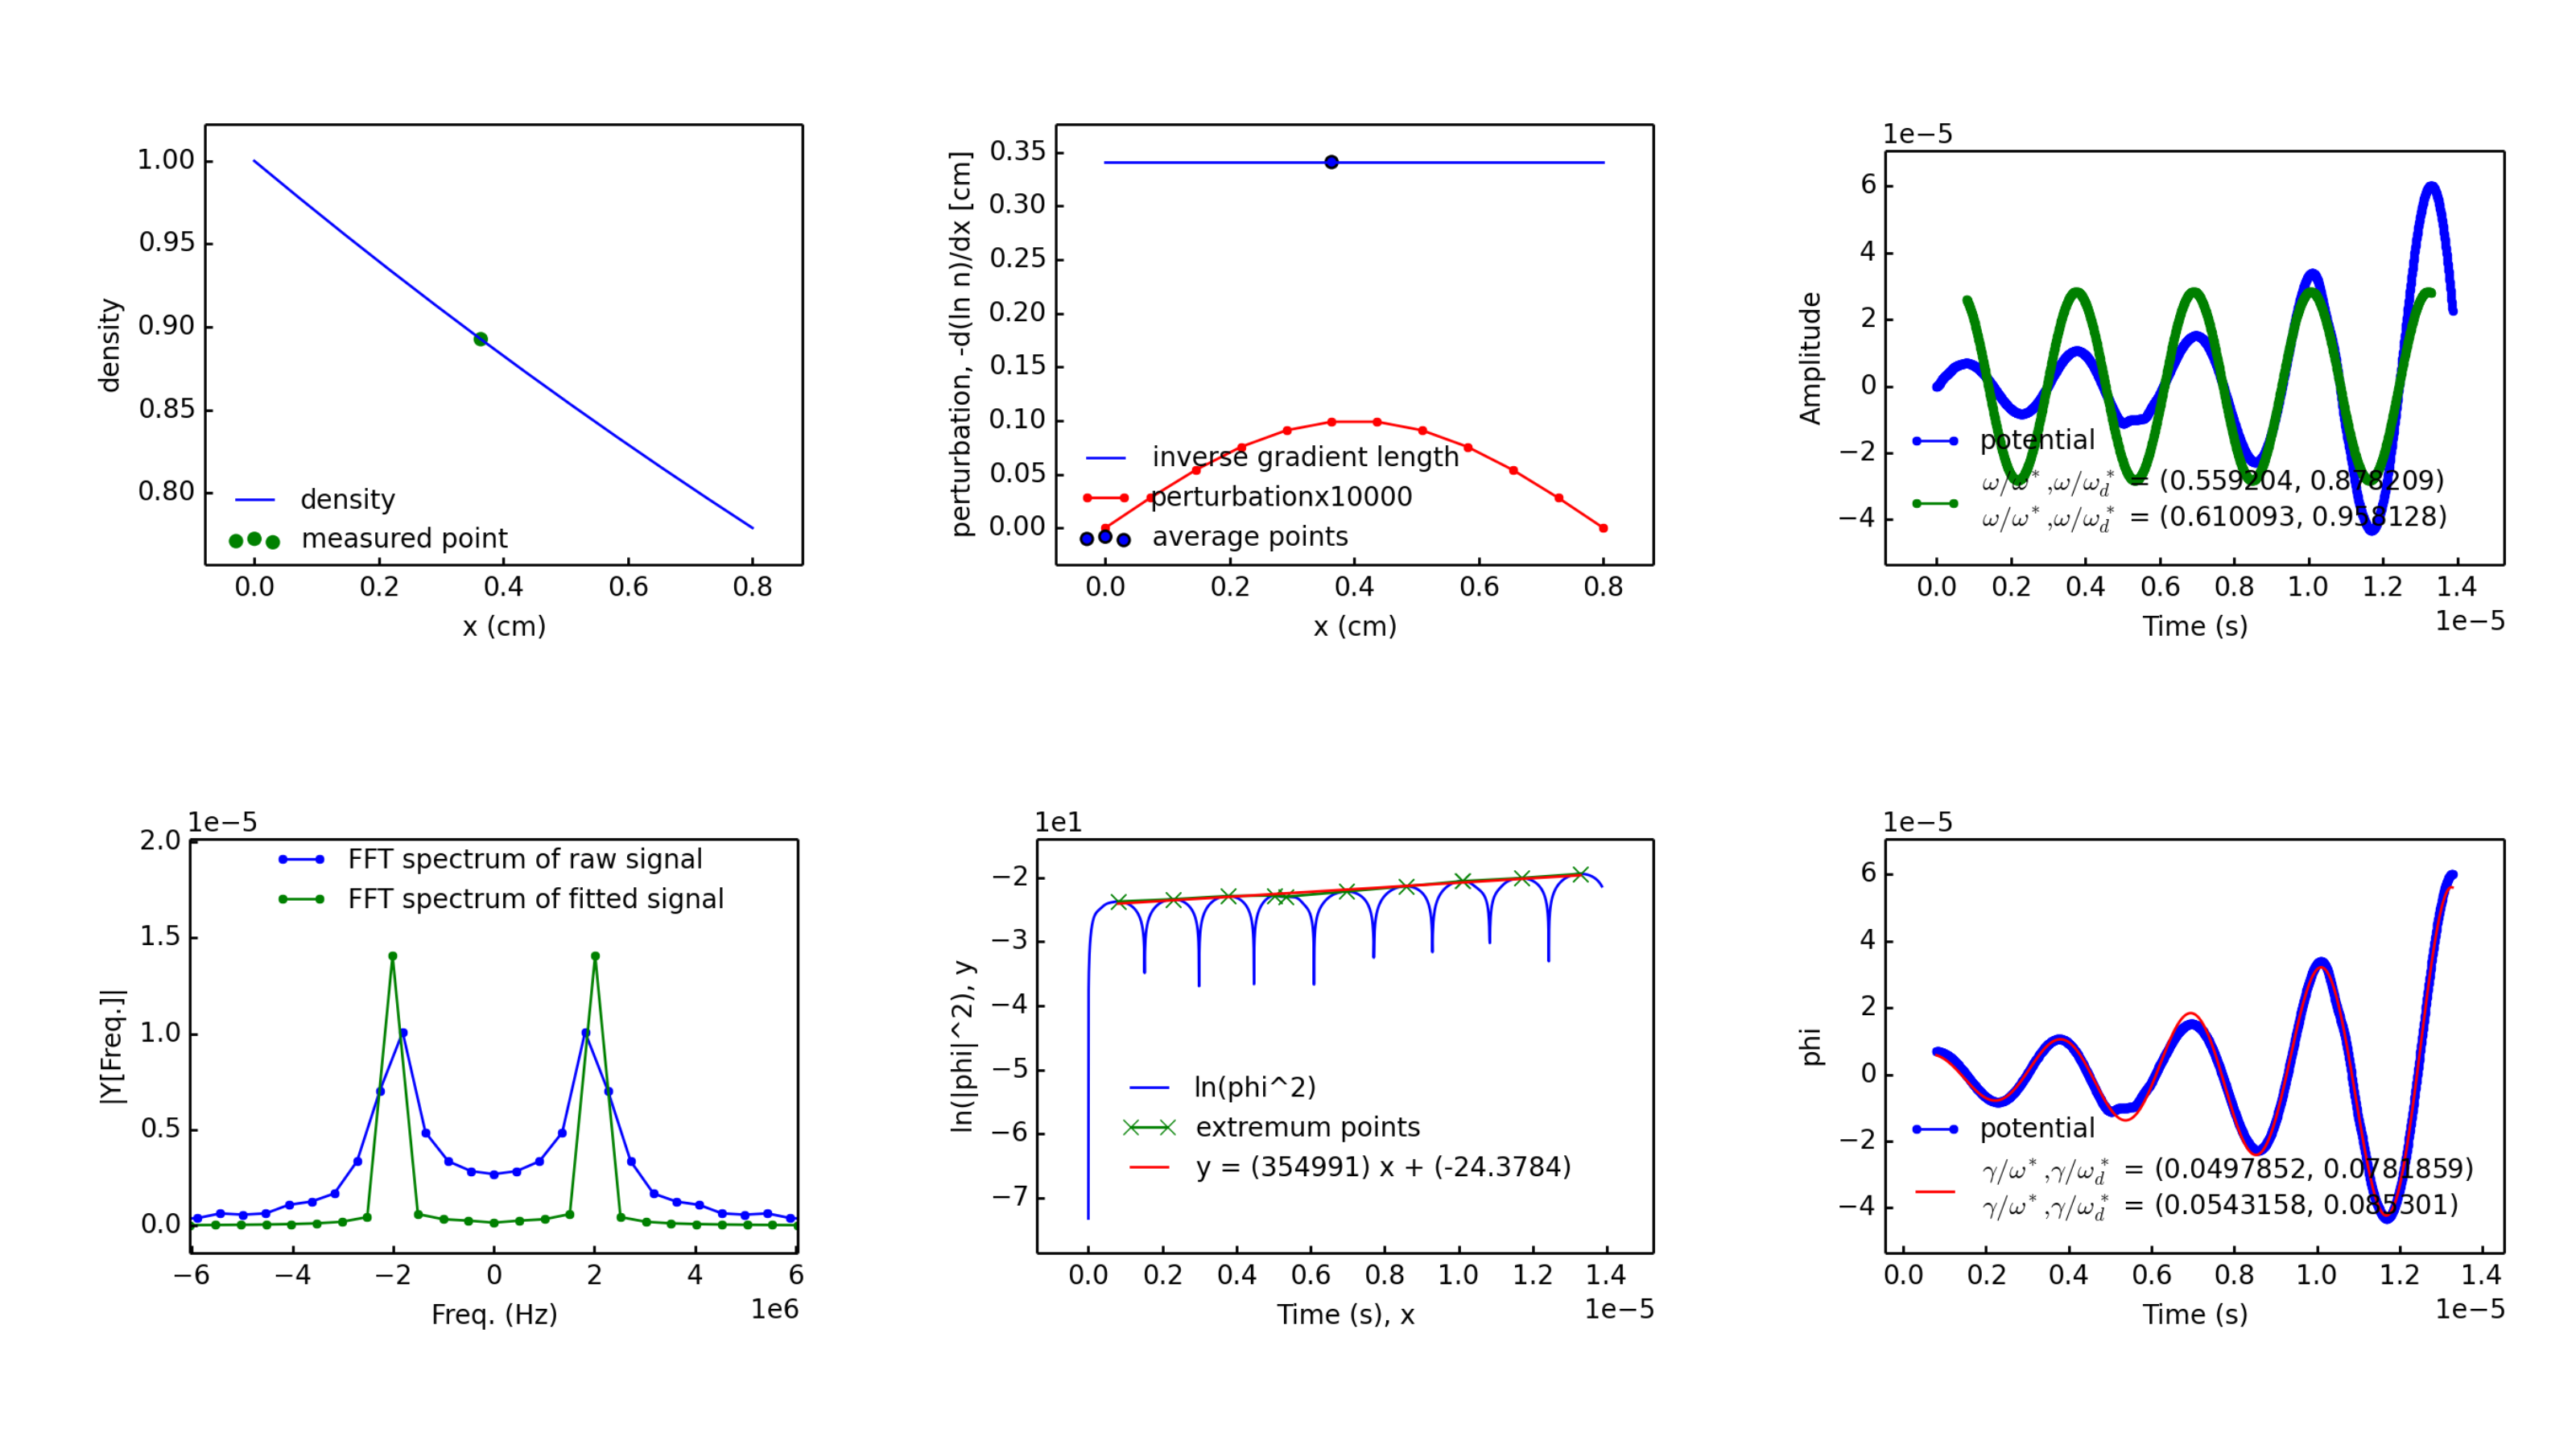 1.00
0.95
0.90
0.85
0.80
density
density
measured point
0.0 0.2 0.4 0.6 0.8
x (cm)
0.35
0.30
0.25
0.20
0.15
0.10
0.05
0.00
perturbation, -d(ln n)/dx [cm]
inverse gradient length
perturbationx10000
average points
0.0 0.2 0.4 0.6 0.8
x (cm)
1e−5
6
4
2
0
−2
−4
Amplitude
potential
ω/ω* ,ω/ω_d* = (0.559204, 0.878209)
ω/ω* ,ω/ω_d* = (0.610093, 0.958128)
0.0 0.2 0.4 0.6 0.8 1.0 1.2 1.4
1e−5
Time (s)
1e−5
2.0
1.5
1.0
0.5
0.0
|Y[Freq.]|
FFT spectrum of raw signal
FFT spectrum of fitted signal
−6 −4 −2 0 2 4 6
1e6
Freq. (Hz)
1e1
−2
−3
−4
−5
−6
−7
ln(|phi|^2), y
ln(phi^2)
extremum points
y = (354991) x + (-24.3784)
0.0 0.2 0.4 0.6 0.8 1.0 1.2 1.4
1e−5
Time (s), x
1e−5
6
4
2
0
−2
−4
phi
potential
γ/ω* ,γ/ω_d* = (0.0497852, 0.0781859)
γ/ω* ,γ/ω_d* = (0.0543158, 0.085301)
0.0 0.2 0.4 0.6 0.8 1.0 1.2 1.4
1e−5
Time (s)